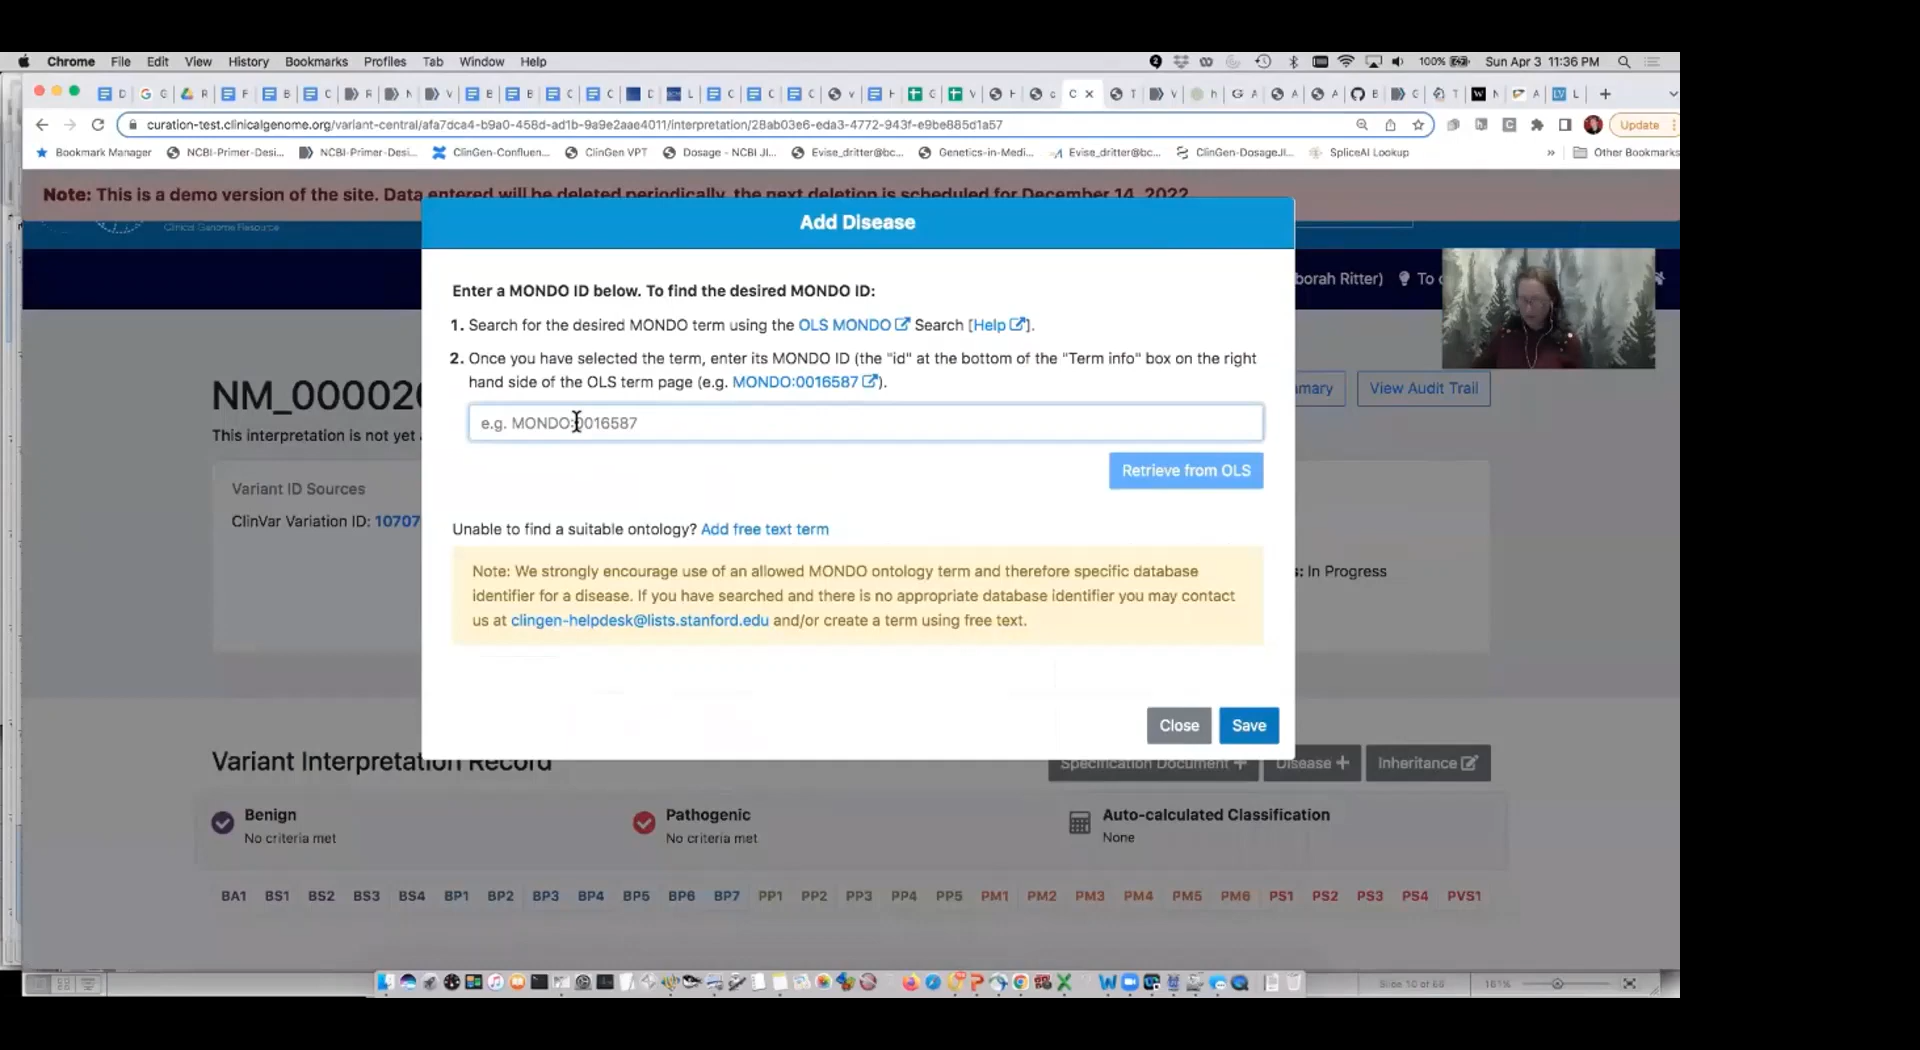 Chrome File Edit View History Bookmarks Profiles Tab Window Help
100% Sun Apr 3 11:36 PM
curation-test.clinicalgenome.org/variant-central/afa7dca4-b9a0-458d-ad1b-9a9e2aae4011/interpretation/28ab03e6-eda3-4772-943f-e9be885d1a57
Update
Bookmark Manager NCBI-Primer-Desi... NCBI-Primer-Desi... ClinGen-Confluen... ClinGen VPT Dosage - NCBI JI... Evise_dritter@bc... Genetics-in-Medi... Evise_dritter@bc... ClinGen-DosageJI... SpliceAI Lookup » Other Bookmarks
Note: This is a demo version of the site. Data entered will be deleted periodically, the next deletion is scheduled for December 14, 2022
Clinical Genome Resource
Add Disease
borah Ritter) To
Enter a MONDO ID below. To find the desired MONDO ID:
1. Search for the desired MONDO term using the OLS MONDO Search [Help ].
2. Once you have selected the term, enter its MONDO ID (the "id" at the bottom of the "Term info" box on the right
hand side of the OLS term page (e.g. MONDO:0016587 ).
NM_00002
mary View Audit Trail
This interpretation is not yet
e.g. MONDO:0016587
Retrieve from OLS
Variant ID Sources
ClinVar Variation ID: 10707
Unable to find a suitable ontology? Add free text term
Note: We strongly encourage use of an allowed MONDO ontology term and therefore specific database
identifier for a disease. If you have searched and there is no appropriate database identifier you may contact
us at clingen-helpdesk@lists.stanford.edu and/or create a term using free text.
s: In Progress
Close Save
Variant Interpretation Record
Specification Document + Disease + Inheritance
Benign
No criteria met
Pathogenic
No criteria met
Auto-calculated Classification
None
BA1 BS1 BS2 BS3 BS4 BP1 BP2 BP3 BP4 BP5 BP6 BP7 PP1 PP2 PP3 PP4 PP5 PM1 PM2 PM3 PM4 PM5 PM6 PS1 PS2 PS3 PS4 PVS1
161%